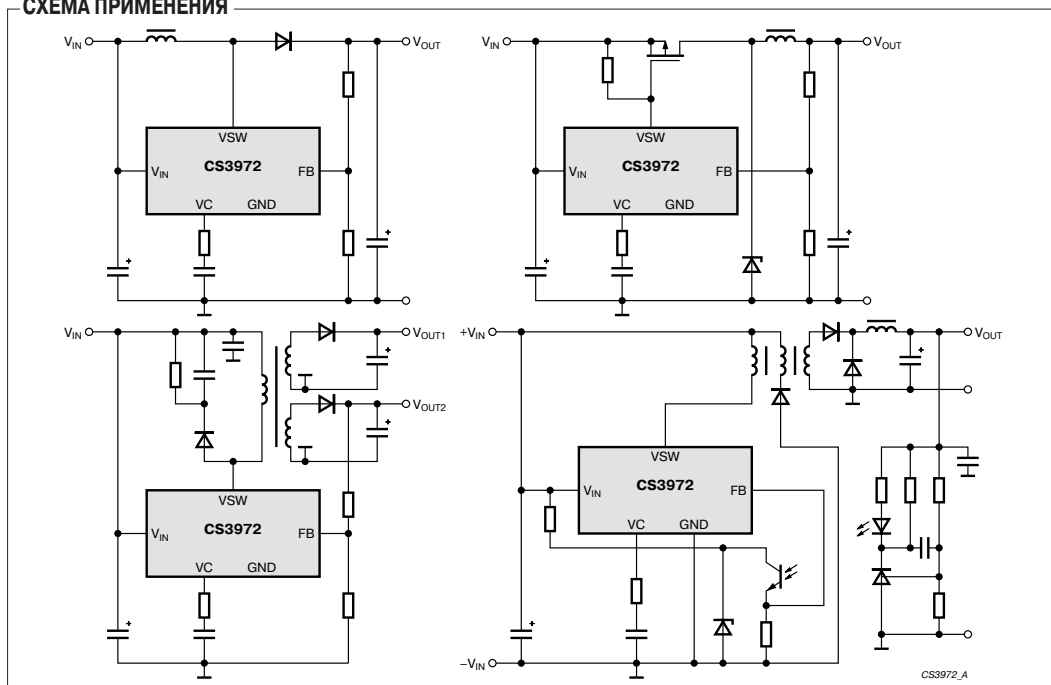 СХЕМА ПРИМЕНЕНИЯ
VIN
VOUT
VSW
CS3972
VIN
FB
VC
GND
+
+
VIN
VOUT
VSW
CS3972
VIN
FB
VC
GND
+
+
VIN
VOUT1
+
VOUT2
+
VSW
CS3972
VIN
FB
VC
GND
+
+VIN
VOUT
+
VSW
CS3972
VIN
FB
VC
GND
+
–VIN
CS3972_A